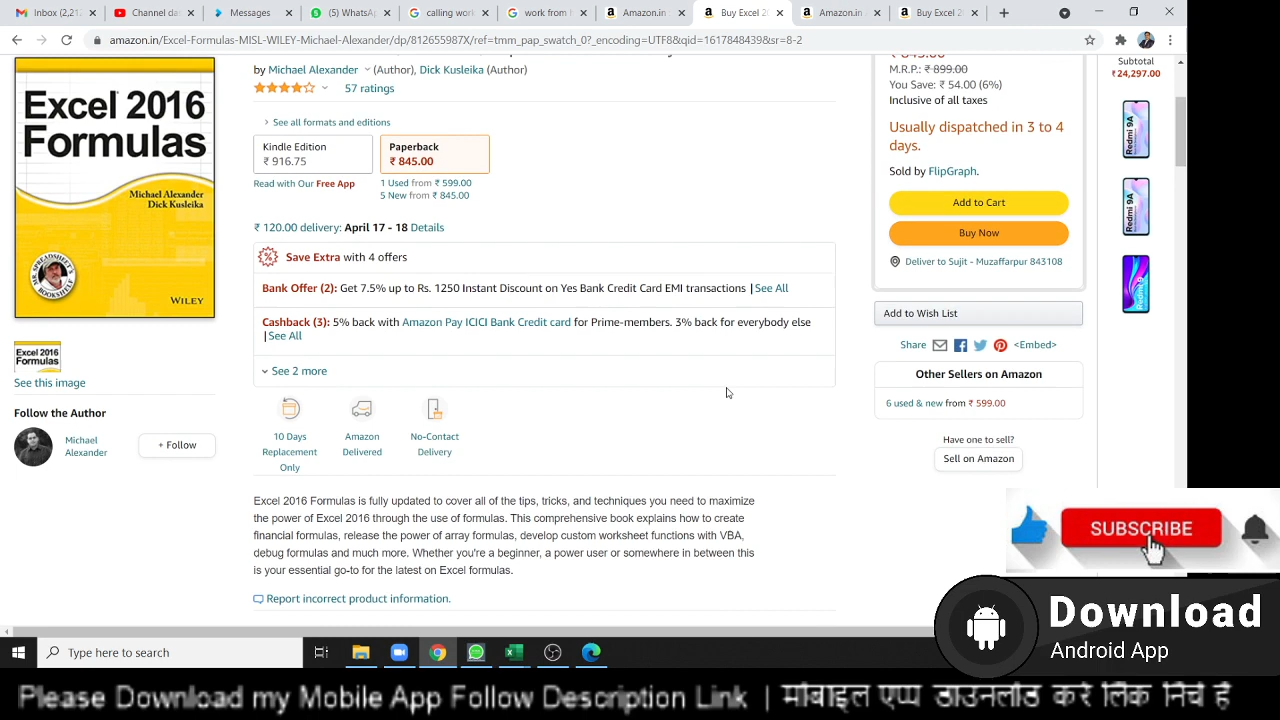 Inbox (2,21
Channel da
Messages
(5) WhatsA
calling work
work from h
Amazon.in
Buy Excel 20
Amazon.in
Buy Excel 20
amazon.in/Excel-Formulas-MISL-WILEY-Michael-Alexander/dp/812655987X/ref=tmm_pap_swatch_0?_encoding=UTF8&qid=1617848439&sr=8-2
Excel 2016
Formulas
Michael Alexander
Dick Kusleika
MR. SPREADSHEET'S
BOOKSHELF
WILEY
Excel 2016
Formulas
See this image
Follow the Author
Michael
Alexander
+ Follow
by Michael Alexander (Author), Dick Kusleika (Author)
57 ratings
See all formats and editions
Kindle Edition
₹ 916.75
Paperback
₹ 845.00
Read with Our Free App
1 Used from ₹ 599.00
5 New from ₹ 845.00
₹ 120.00 delivery: April 17 - 18 Details
Save Extra with 4 offers
Bank Offer (2): Get 7.5% up to Rs. 1250 Instant Discount on Yes Bank Credit Card EMI transactions | See All
Cashback (3): 5% back with Amazon Pay ICICI Bank Credit card for Prime-members. 3% back for everybody else
| See All
See 2 more
10 Days
Replacement
Only
Amazon
Delivered
No-Contact
Delivery
Excel 2016 Formulas is fully updated to cover all of the tips, tricks, and techniques you need to maximize
the power of Excel 2016 through the use of formulas. This comprehensive book explains how to create
financial formulas, release the power of array formulas, develop custom worksheet functions with VBA,
debug formulas and much more. Whether you're a beginner, a power user or somewhere in between this
is your essential go-to for the latest on Excel formulas.
Report incorrect product information.
M.R.P.: ₹ 899.00
You Save: ₹ 54.00 (6%)
Inclusive of all taxes
Usually dispatched in 3 to 4
days.
Sold by FlipGraph.
Add to Cart
Buy Now
Deliver to Sujit - Muzaffarpur 843108
Add to Wish List
Share <Embed>
Other Sellers on Amazon
6 used & new from ₹ 599.00
Have one to sell?
Sell on Amazon
Subtotal
₹ 24,297.00
Redmi 9A
Redmi 9A
Redmi 9
SUBSCRIBE
Download
Android App
Type here to search
Please Download my Mobile App Follow Description Link | मोबाइल एप्प डाउनलोड करे लिंक निचे है